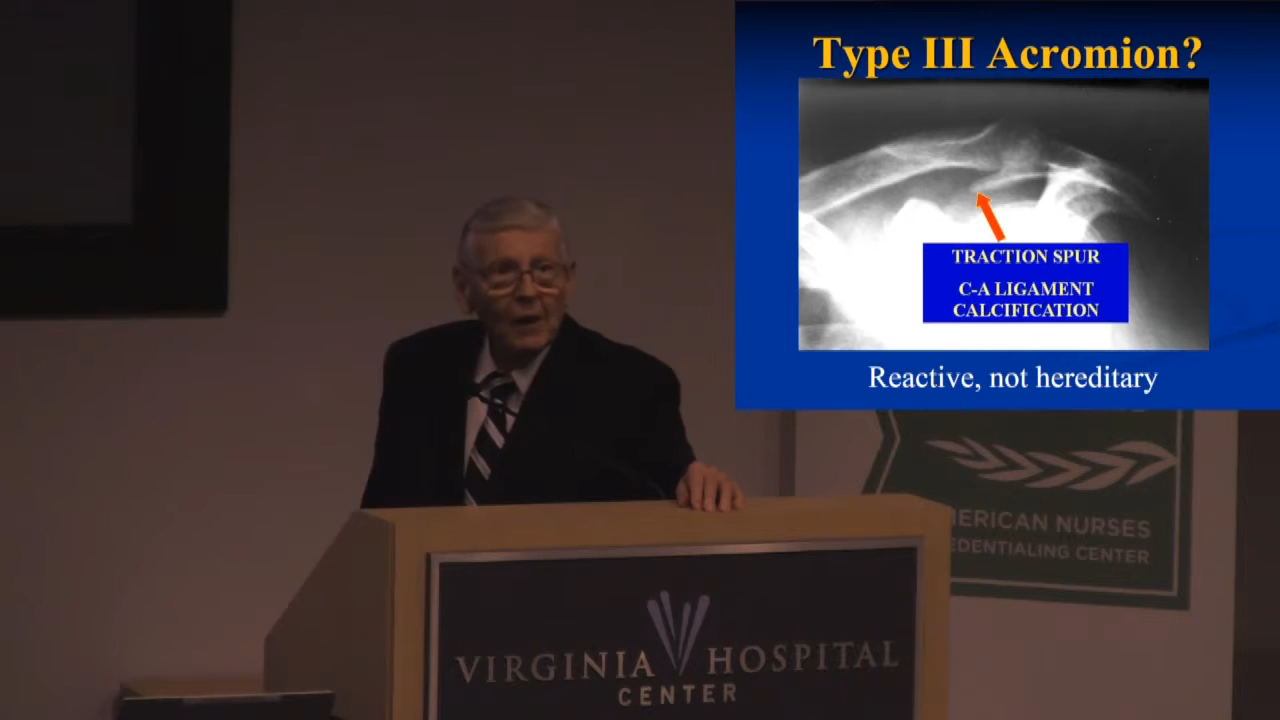 Type III Acromion?
TRACTION SPUR
C-A LIGAMENT
CALCIFICATION
Reactive, not hereditary
ERICAN NURSES
EDENTIALING CENTER
VIRGINIA HOSPITAL
CENTER